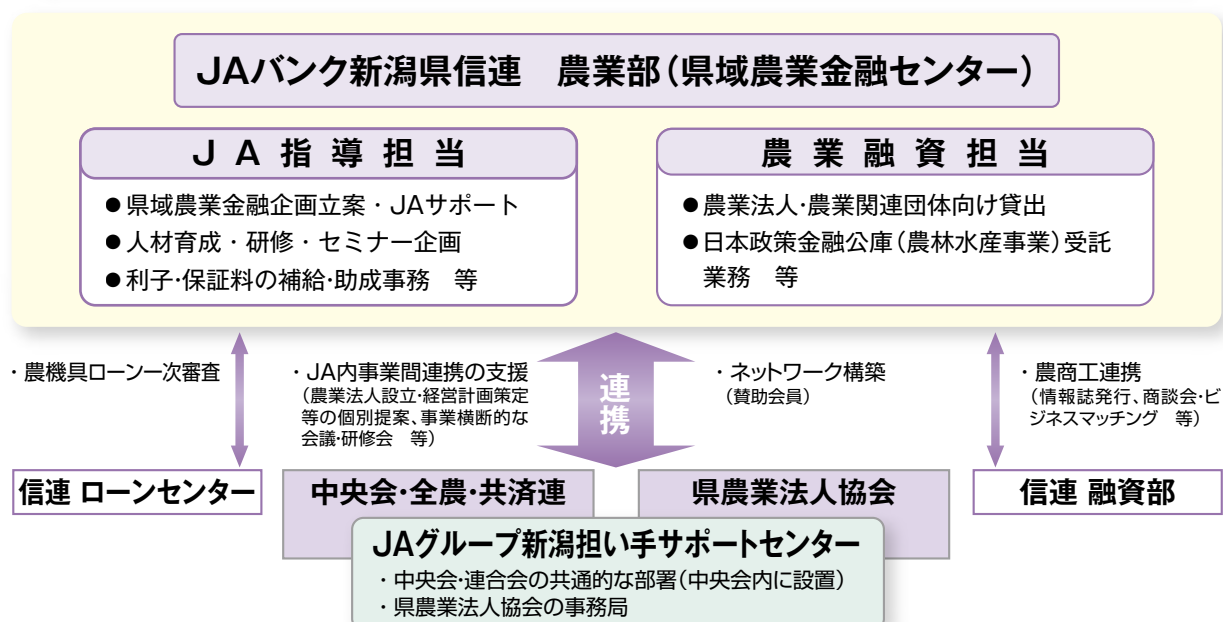 JAバンク新潟県信連　農業部（県域農業金融センター）
JA指導担当
●県域農業金融企画立案・JAサポート
●人材育成・研修・セミナー企画
●利子・保証料の補給・助成事務　等
農業融資担当
●農業法人・農業関連団体向け貸出
●日本政策金融公庫（農林水産事業）受託
業務　等
・農機具ローン一次審査
・JA内事業間連携の支援
（農業法人設立・経営計画策定
等の個別提案、事業横断的な
会議・研修会　等）
連携
・ネットワーク構築
（賛助会員）
・農商工連携
（情報誌発行、商談会・ビ
ジネスマッチング　等）
信連 ローンセンター
中央会・全農・共済連
県農業法人協会
信連 融資部
JAグループ新潟担い手サポートセンター
・中央会・連合会の共通的な部署（中央会内に設置）
・県農業法人協会の事務局